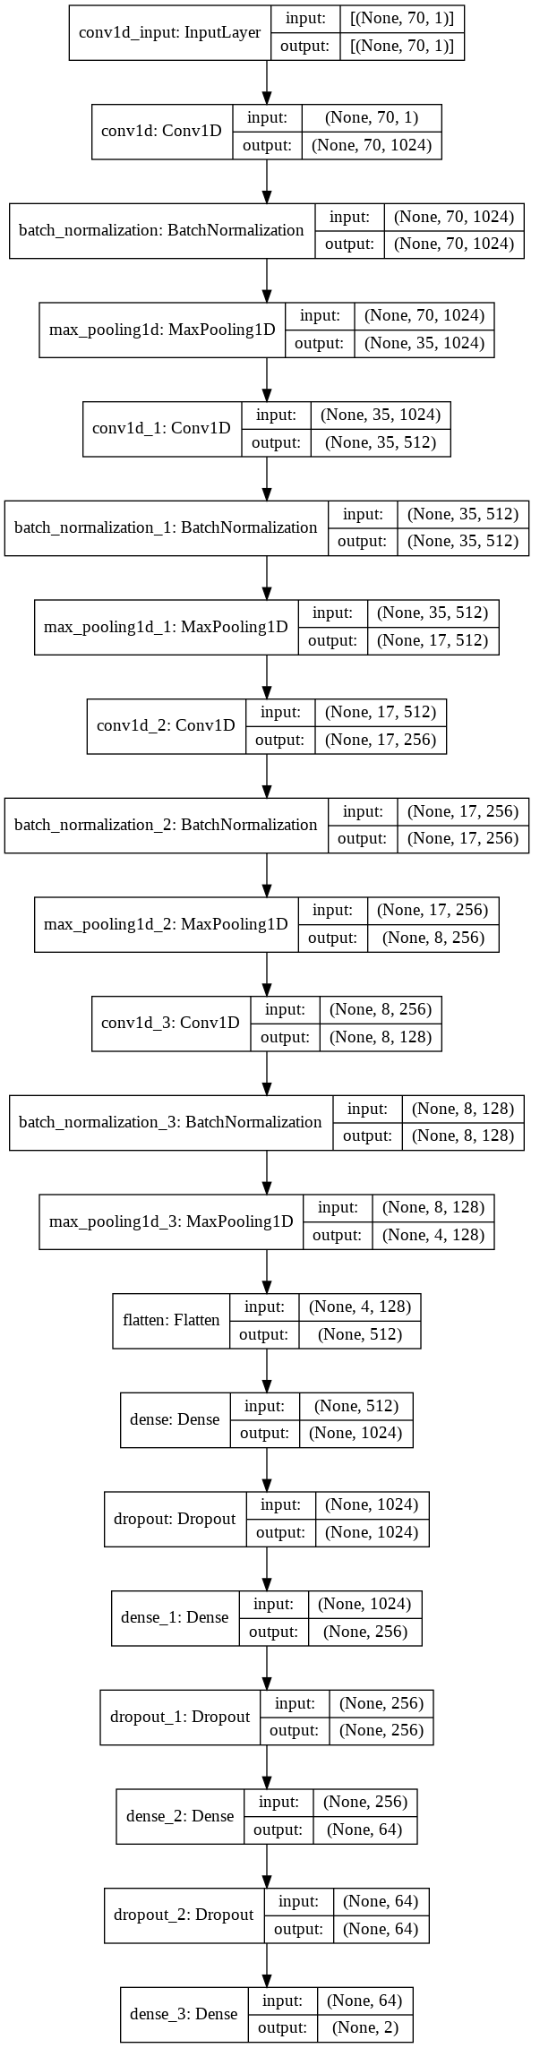 conv1d_input: InputLayer
input: [(None, 70, 1)]
output: [(None, 70, 1)]
conv1d: Conv1D
input: (None, 70, 1)
output: (None, 70, 1024)
batch_normalization: BatchNormalization
input: (None, 70, 1024)
output: (None, 70, 1024)
max_pooling1d: MaxPooling1D
input: (None, 70, 1024)
output: (None, 35, 1024)
conv1d_1: Conv1D
input: (None, 35, 1024)
output: (None, 35, 512)
batch_normalization_1: BatchNormalization
input: (None, 35, 512)
output: (None, 35, 512)
max_pooling1d_1: MaxPooling1D
input: (None, 35, 512)
output: (None, 17, 512)
conv1d_2: Conv1D
input: (None, 17, 512)
output: (None, 17, 256)
batch_normalization_2: BatchNormalization
input: (None, 17, 256)
output: (None, 17, 256)
max_pooling1d_2: MaxPooling1D
input: (None, 17, 256)
output: (None, 8, 256)
conv1d_3: Conv1D
input: (None, 8, 256)
output: (None, 8, 128)
batch_normalization_3: BatchNormalization
input: (None, 8, 128)
output: (None, 8, 128)
max_pooling1d_3: MaxPooling1D
input: (None, 8, 128)
output: (None, 4, 128)
flatten: Flatten
input: (None, 4, 128)
output: (None, 512)
dense: Dense
input: (None, 512)
output: (None, 1024)
dropout: Dropout
input: (None, 1024)
output: (None, 1024)
dense_1: Dense
input: (None, 1024)
output: (None, 256)
dropout_1: Dropout
input: (None, 256)
output: (None, 256)
dense_2: Dense
input: (None, 256)
output: (None, 64)
dropout_2: Dropout
input: (None, 64)
output: (None, 64)
dense_3: Dense
input: (None, 64)
output: (None, 2)